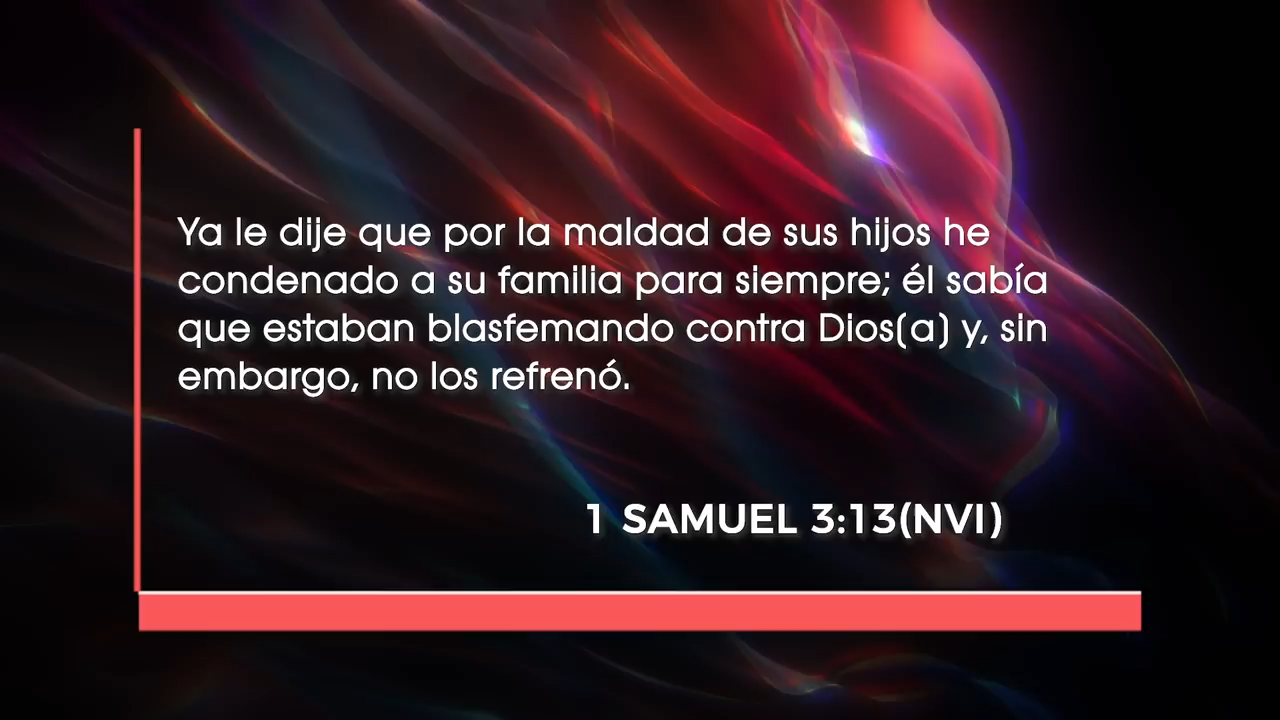 Ya le dije que por la maldad de sus hijos he
condenado a su familia para siempre; él sabía
que estaban blasfemando contra Dios(a) y, sin
embargo, no los refrenó.
1 SAMUEL 3:13(NVI)